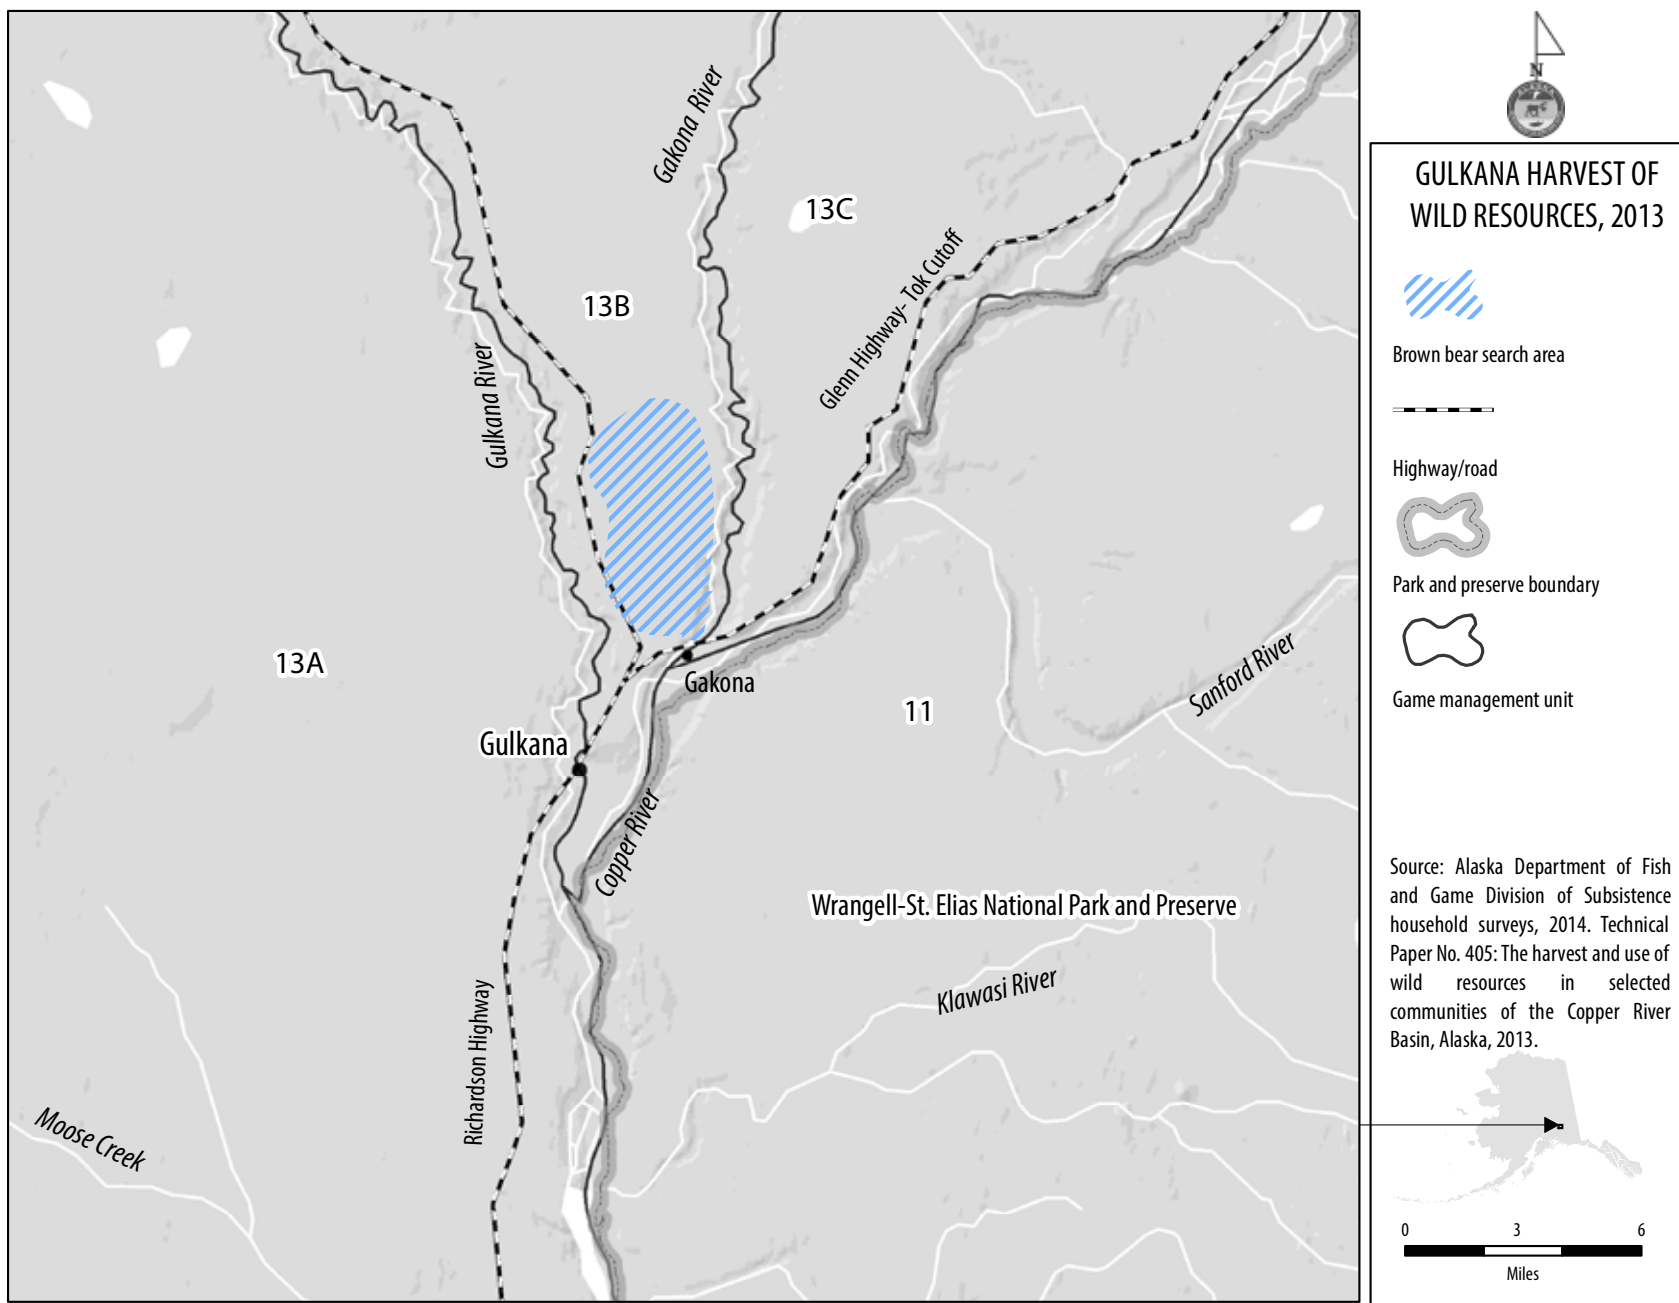 Gakona River
13C
13B
Glenn Highway- Tok Cutoff
Gulkana River
13A
Gakona
11
Sanford River
Gulkana
Copper River
Wrangell-St. Elias National Park and Preserve
Klawasi River
Richardson Highway
Moose Creek
N
ALASKA
GULKANA HARVEST OF
WILD RESOURCES, 2013
Brown bear search area
Highway/road
Park and preserve boundary
Game management unit
Source: Alaska Department of Fish
and Game Division of Subsistence
household surveys, 2014. Technical
Paper No. 405: The harvest and use of
wild resources in selected
communities of the Copper River
Basin, Alaska, 2013.
0 3 6
Miles